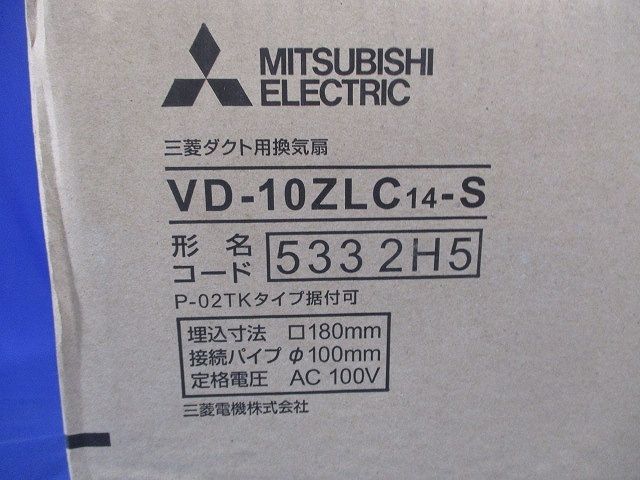 MITSUBISHI
ELECTRIC
三菱ダクト用換気扇
VD-10ZLC14-S
形名
コード 5332H5
P-02TKタイプ据付可
埋込寸法 □180mm
接続パイプ φ100mm
定格電圧 AC 100V
三菱電機株式会社